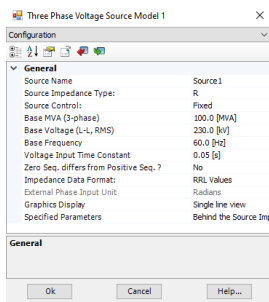 Three Phase Voltage Source Model 1
Configuration
General
Source Name Source1
Source Impedance Type: R
Source Control: Fixed
Base MVA (3-phase) 100.0 [MVA]
Base Voltage (L-L, RMS) 230.0 [kV]
Base Frequency 60.0 [Hz]
Voltage Input Time Constant 0.05 [s]
Zero Seq. differs from Positive Seq. ? No
Impedance Data Format: RRL Values
External Phase Input Unit Radians
Graphics Display Single line view
Specified Parameters Behind the Source Imp
General
Ok Cancel Help...